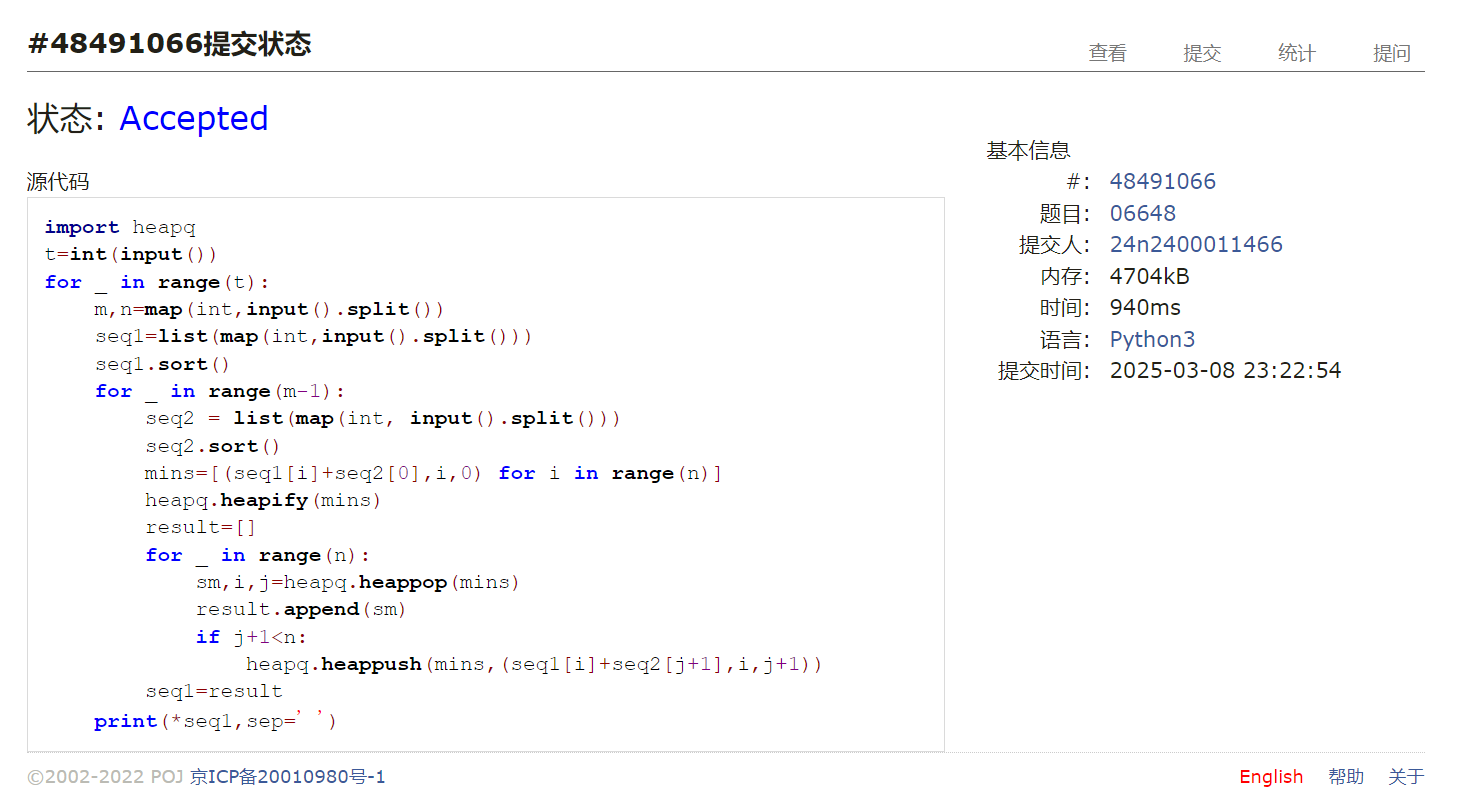 #48491066提交状态
查看 提交 统计 提问
状态: Accepted
源代码
import heapq
t=int(input())
for _ in range(t):
    m,n=map(int,input().split())
    seq1=list(map(int,input().split()))
    seq1.sort()
    for _ in range(m-1):
        seq2 = list(map(int, input().split()))
        seq2.sort()
        mins=[(seq1[i]+seq2[0],i,0) for i in range(n)]
        heapq.heapify(mins)
        result=[]
        for _ in range(n):
            sm,i,j=heapq.heappop(mins)
            result.append(sm)
            if j+1<n:
                heapq.heappush(mins,(seq1[i]+seq2[j+1],i,j+1))
        seq1=result
    print(*seq1,sep=' ')
基本信息
#: 48491066
题目: 06648
提交人: 24n2400011466
内存: 4704kB
时间: 940ms
语言: Python3
提交时间: 2025-03-08 23:22:54
©2002-2022 POJ 京ICP备20010980号-1
English 帮助 关于